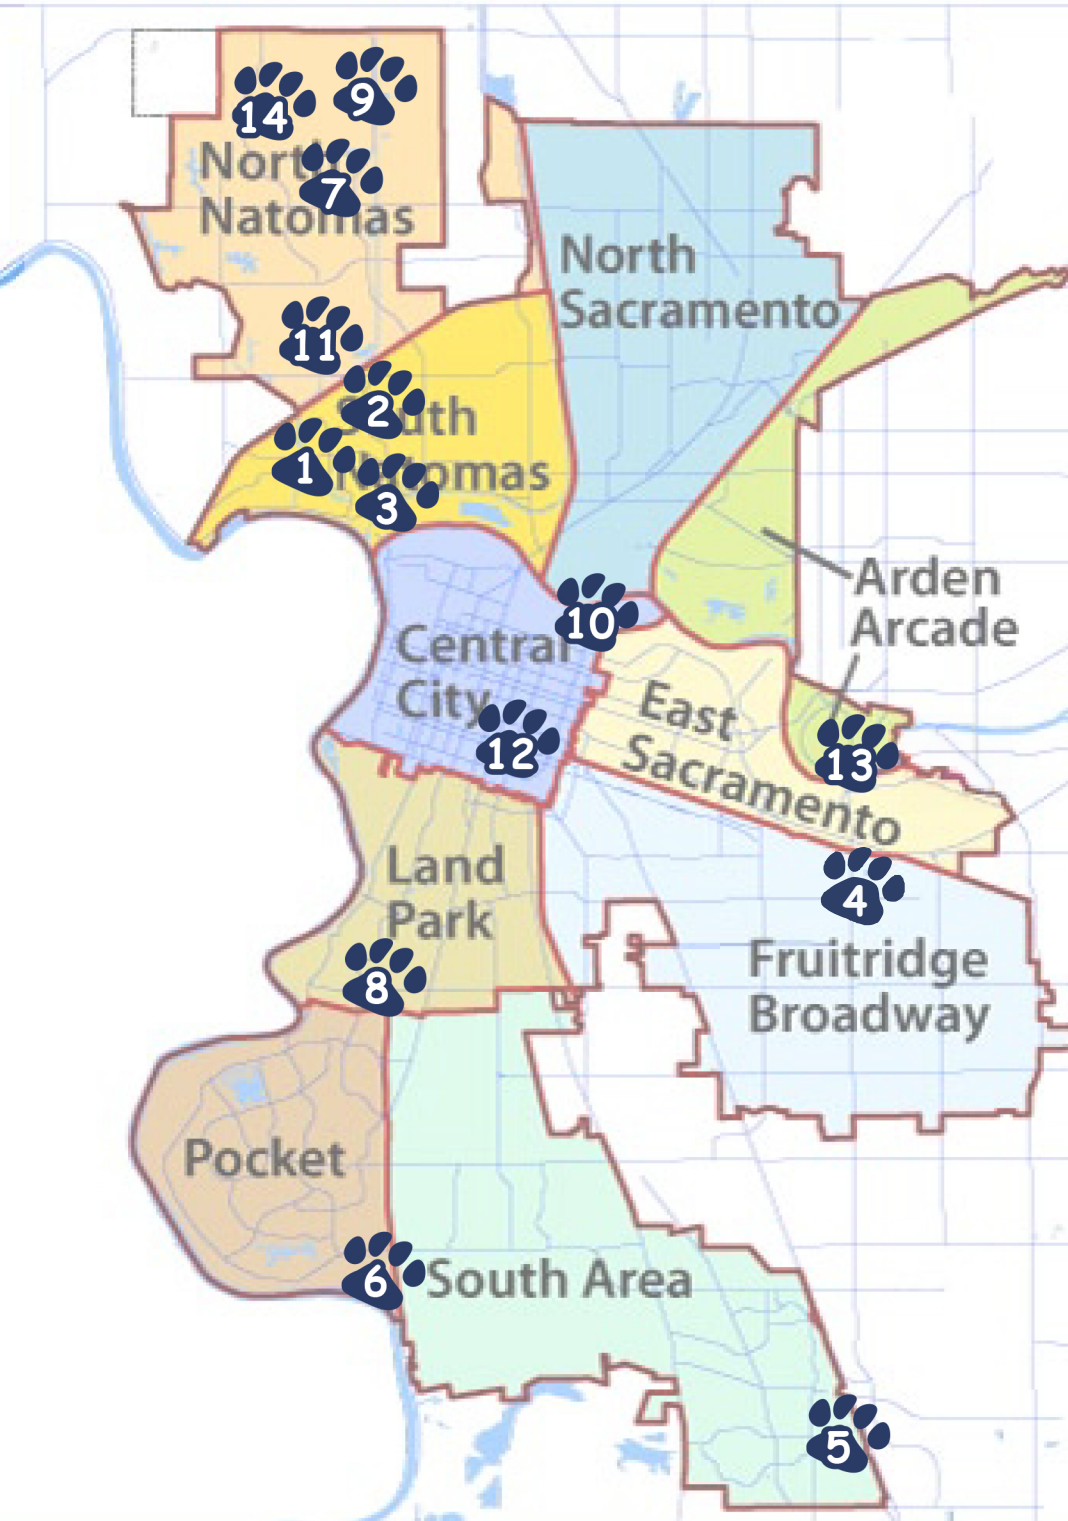 14
9
North
7
Natomas
North
Sacramento
11
2
South
1
Natomas
3
Arden
Arcade
10
Central
City
12
East
Sacramento
13
Land
Park
4
Fruitridge
Broadway
8
Pocket
6
South Area
5